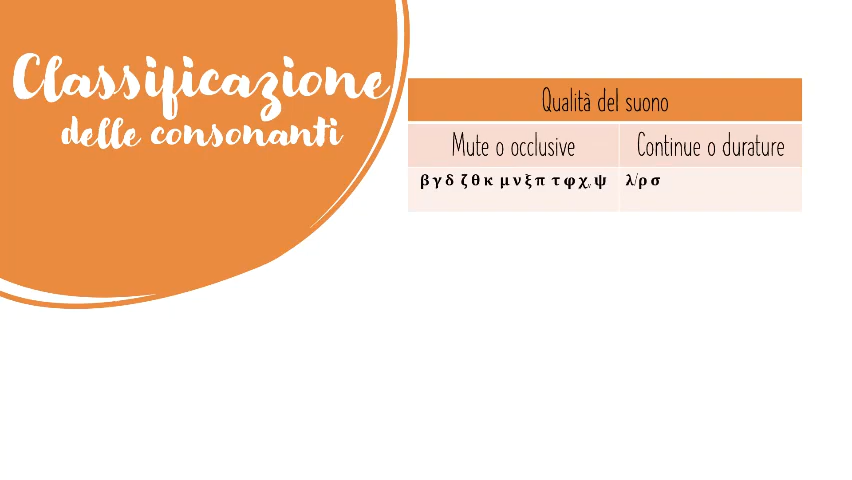 Classificazione
delle consonanti
Qualità del suono
Mute o occlusive Continue o durature
β γ δ ζ θ κ μ ν ξ π τ φ χ, ψ λ/ρ σ